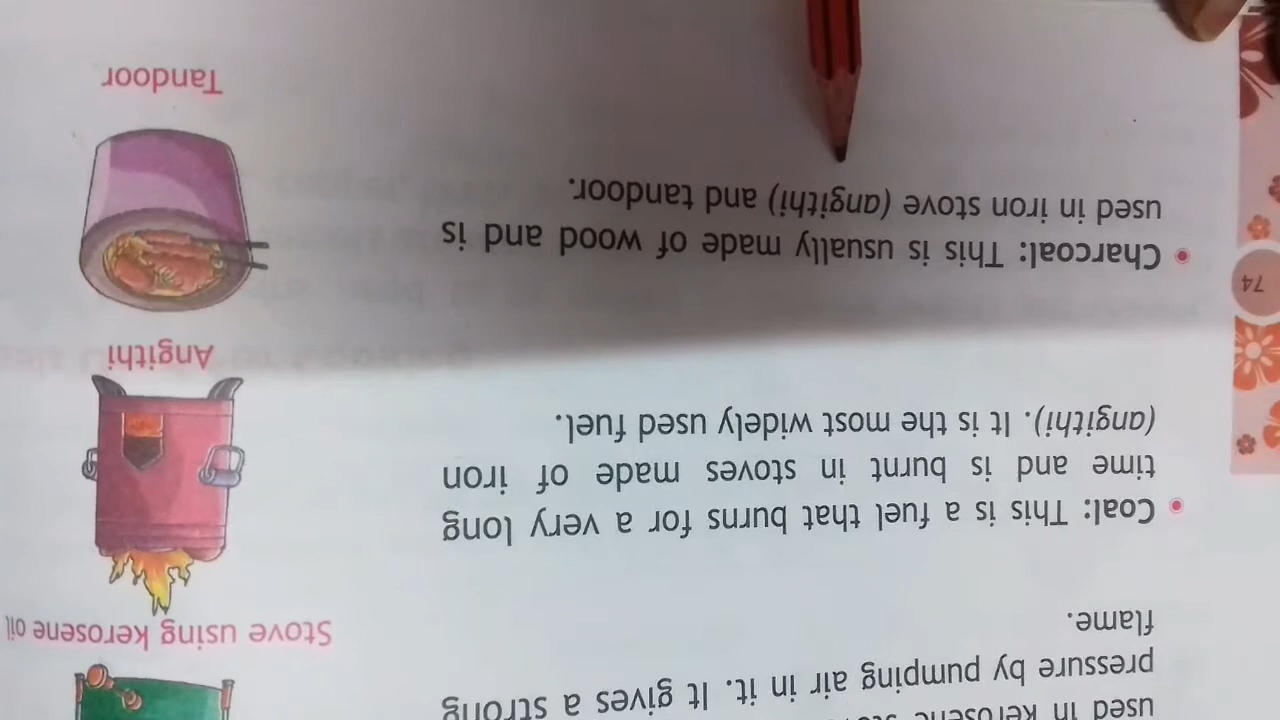 used in kerosene
pressure by pumping air in it. It gives a strong
flame.
Stove using kerosene oil
• Coal: This is a fuel that burns for a very long
time and is burnt in stoves made of iron
(angithi). It is the most widely used fuel.
Angithi
• Charcoal: This is usually made of wood and is
used in iron stove (angithi) and tandoor.
Tandoor
74